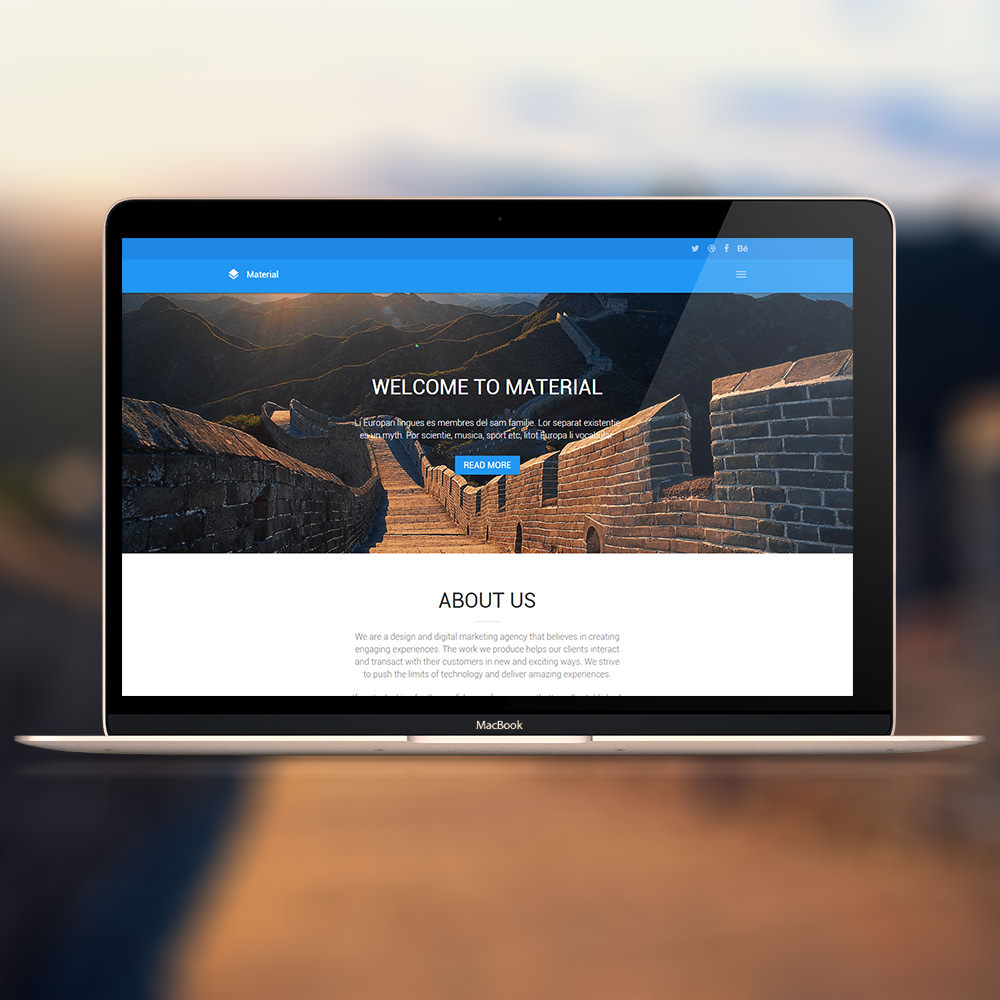 Bē
Material
WELCOME TO MATERIAL
Li Europan lingues es membres del sam familie. Lor separat existentie
es un myth. Por scientie, musica, sport etc, litot Europa li vocabular.
READ MORE
ABOUT US
We are a design and digital marketing agency that believes in creating
engaging experiences. The work we produce helps our clients interact
and transact with their customers in new and exciting ways. We strive
to push the limits of technology and deliver amazing experiences.
MacBook